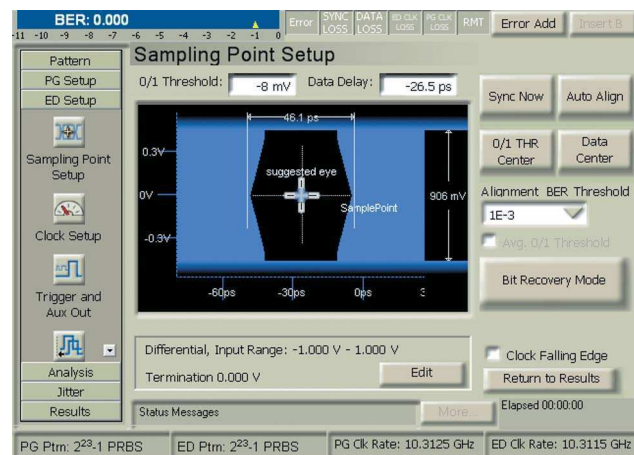 BER: 0.000
-11 -10 -9 -8 -7 -6 -5 -4 -3 -2 -1 0
Error
SYNC LOSS
DATA LOSS
ED CLK LOSS
PG CLK LOSS
RMT
Error Add
Insert B
Pattern
PG Setup
ED Setup
Sampling Point
Setup
Clock Setup
Trigger and
Aux Out
Analysis
Jitter
Results
Sampling Point Setup
0/1 Threshold: -8 mV Data Delay: -26.5 ps
46.1 ps
0.3V
suggested eye
0V
906 mV
SamplePoint
-0.3V
-60ps -30ps 0ps 3
Sync Now
Auto Align
0/1 THR
Center
Data
Center
Alignment BER Threshold
1E-3
Avg. 0/1 Threshold
Bit Recovery Mode
Differential, Input Range: -1.000 V - 1.000 V
Termination 0.000 V
Edit
Clock Falling Edge
Return to Results
Status Messages
More...
Elapsed 00:00:00
PG Ptrn: 2²³-1 PRBS
ED Ptrn: 2²³-1 PRBS
PG Clk Rate: 10.3125 GHz
ED Clk Rate: 10.3115 GHz